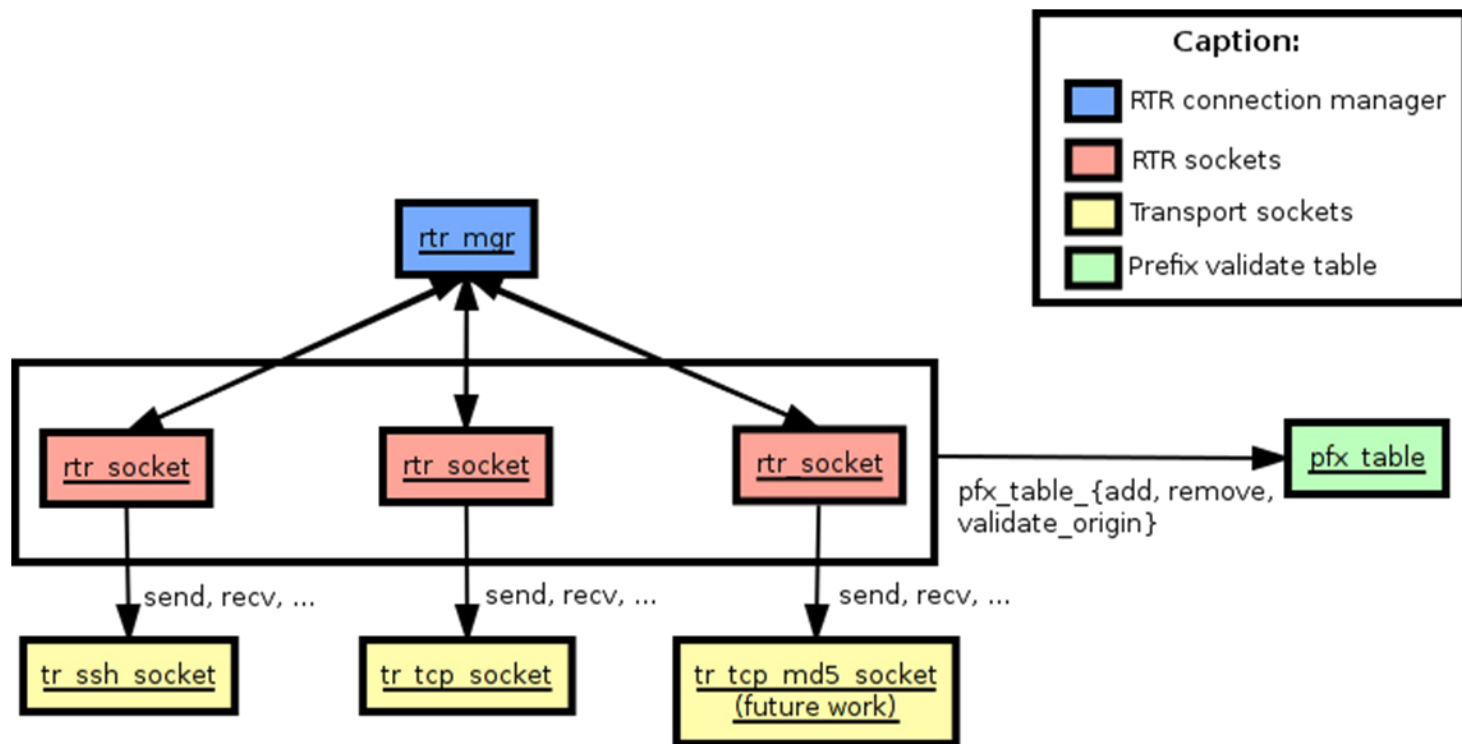 Caption:
RTR connection manager
RTR sockets
Transport sockets
Prefix validate table
rtr_mgr
rtr_socket
rtr_socket
rtr_socket
pfx_table
pfx_table_{add, remove,
validate_origin}
send, recv, ...
send, recv, ...
send, recv, ...
tr_ssh_socket
tr_tcp_socket
tr_tcp_md5_socket
(future work)